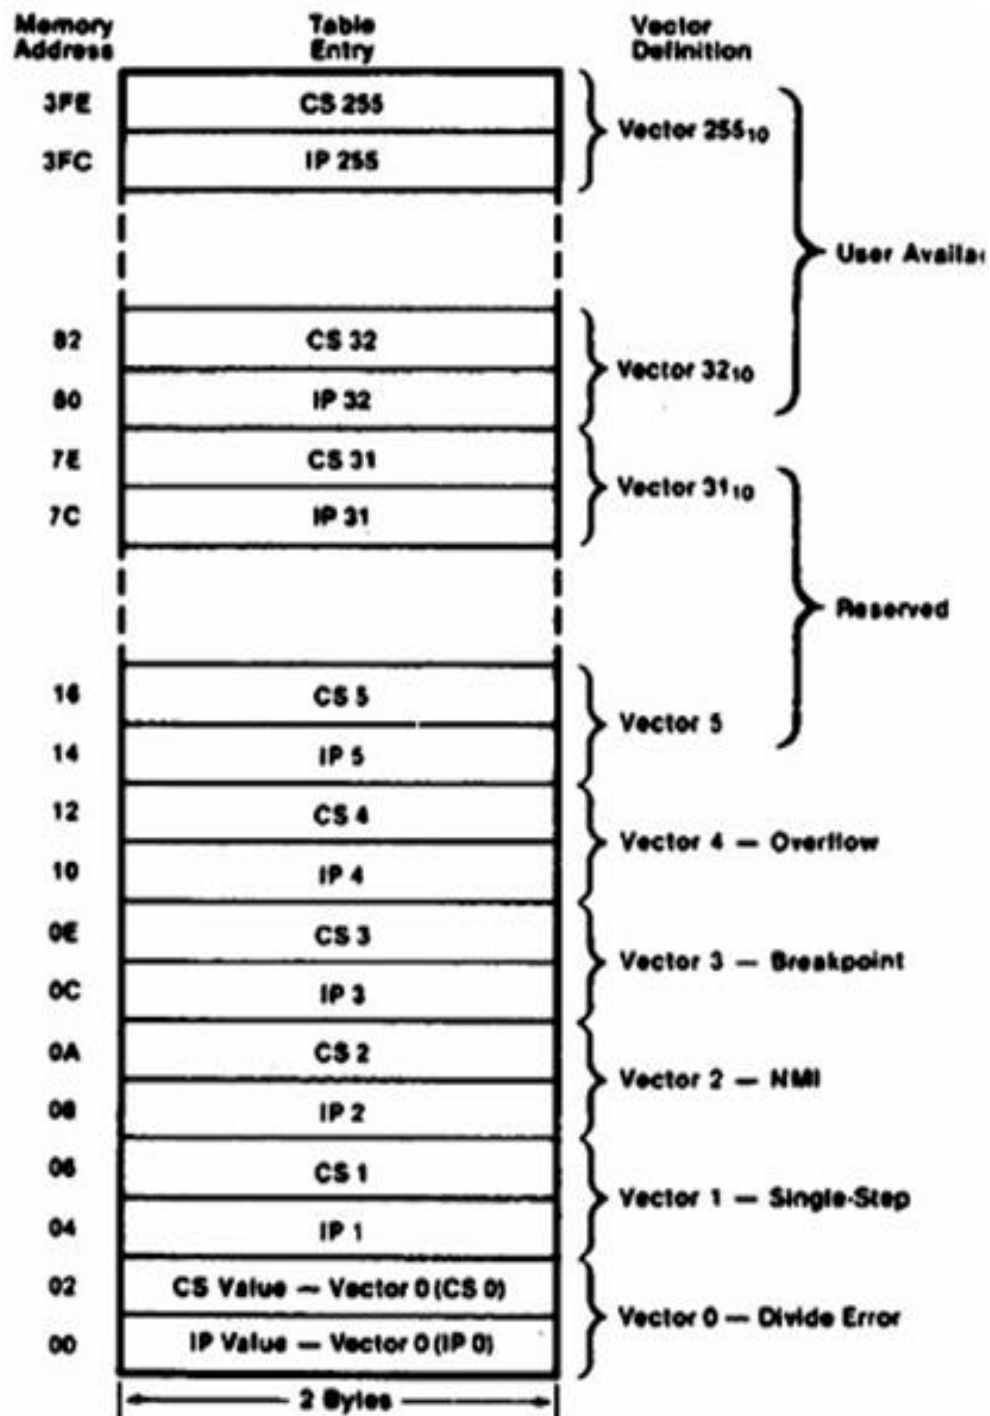 Memory Address
Table Entry
Vector Definition
3FE
CS 255
3FC
IP 255
Vector 255₁₀
User
82
CS 32
80
IP 32
Vector 32₁₀
7E
CS 31
7C
IP 31
Vector 31₁₀
Reserved
16
CS 5
14
IP 5
Vector 5
12
CS 4
10
IP 4
Vector 4 — Overflow
0E
CS 3
0C
IP 3
Vector 3 — Breakpoint
0A
CS 2
08
IP 2
Vector 2 — NMI
06
CS 1
04
IP 1
Vector 1 — Single-Step
02
CS Value — Vector 0 (CS 0)
00
IP Value — Vector 0 (IP 0)
Vector 0 — Divide Error
2 Bytes